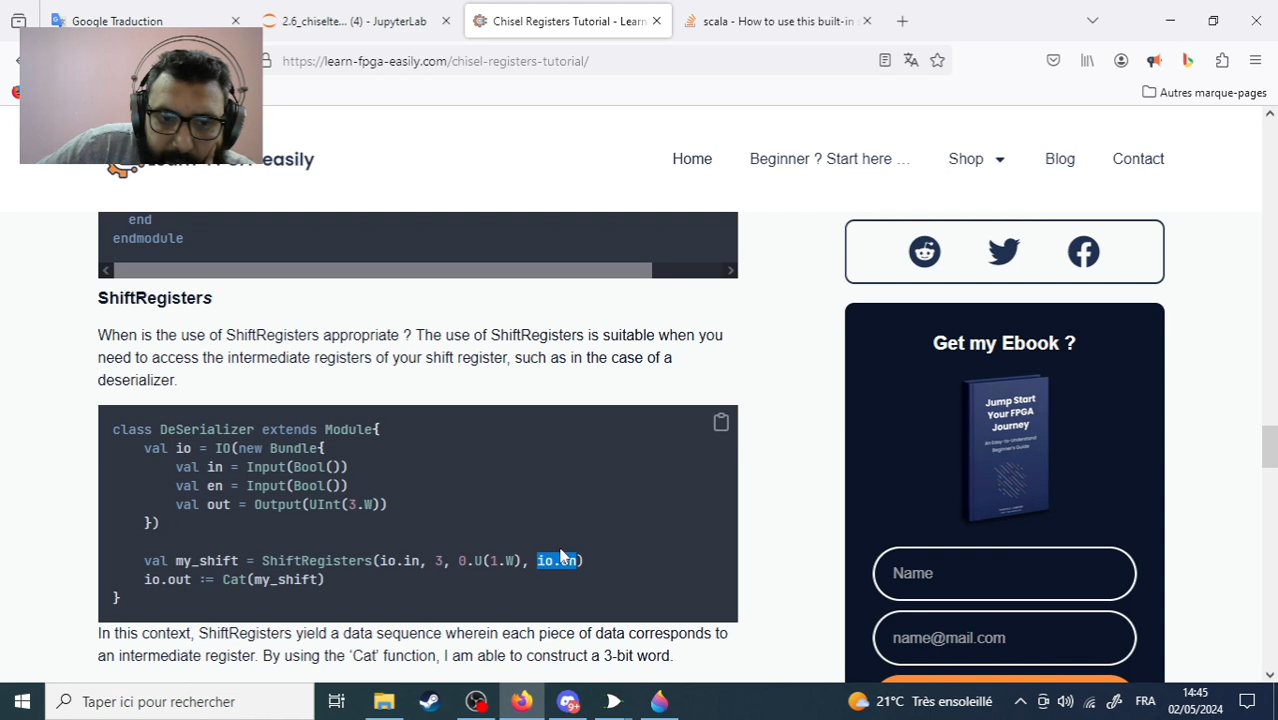 Google Traduction
2.6_chiselte... (4) - JupyterLab
Chisel Registers Tutorial - Learn
scala - How to use this built-in s
https://learn-fpga-easily.com/chisel-registers-tutorial/
Autres marque-pages
easily
Home
Beginner ? Start here ...
Shop
Blog
Contact
end
endmodule
ShiftRegisters
When is the use of ShiftRegisters appropriate ? The use of ShiftRegisters is suitable when you
need to access the intermediate registers of your shift register, such as in the case of a
deserializer.
class DeSerializer extends Module{
val io = IO(new Bundle{
val in = Input(Bool())
val en = Input(Bool())
val out = Output(UInt(3.W))
})
val my_shift = ShiftRegisters(io.in, 3, 0.U(1.W), io.en)
io.out := Cat(my_shift)
}
In this context, ShiftRegisters yield a data sequence wherein each piece of data corresponds to
an intermediate register. By using the 'Cat' function, I am able to construct a 3-bit word.
Get my Ebook ?
Jump Start
Your FPGA
Journey
Name
name@mail.com
Taper ici pour rechercher
21°C Très ensoleillé
FRA
14:45
02/05/2024